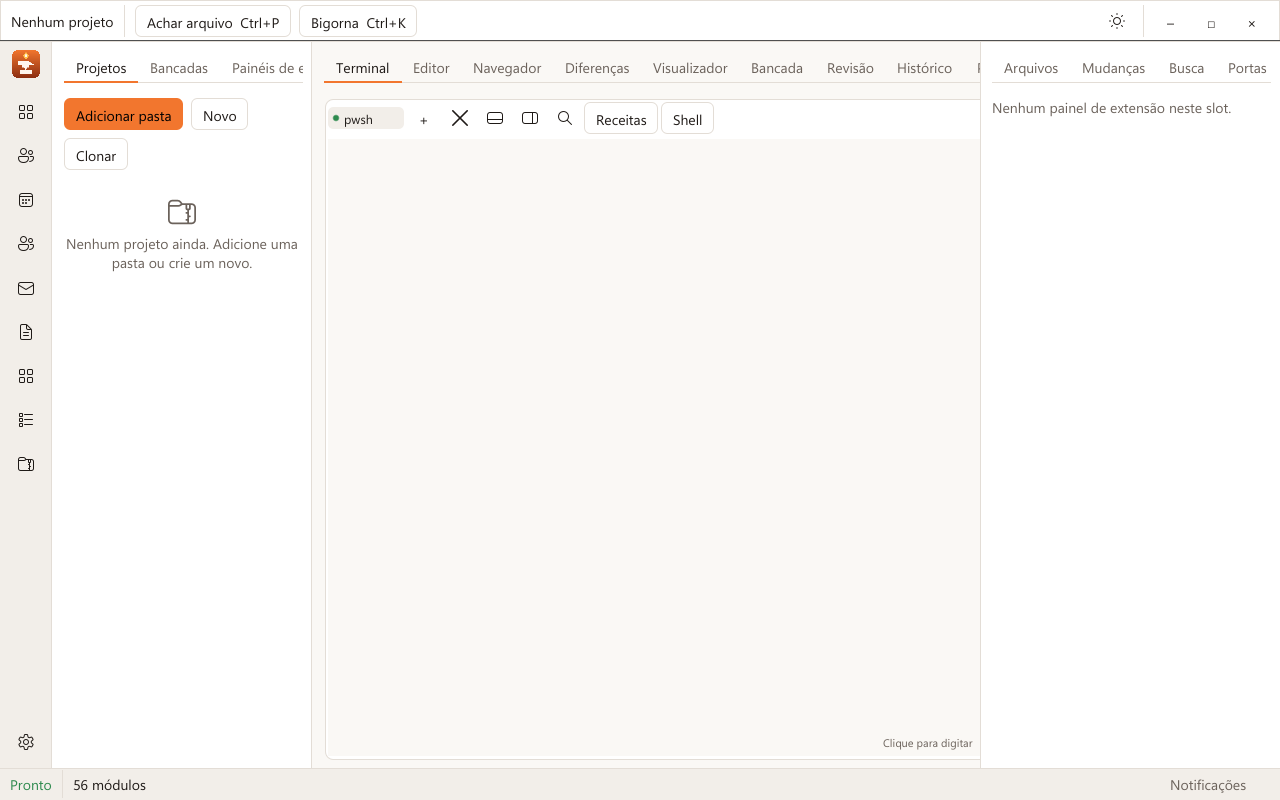 Nenhum projeto
Achar arquivo Ctrl+P
Bigorna Ctrl+K
Projetos Bancadas Painéis de e
Terminal Editor Navegador Diferenças Visualizador Bancada Revisão Histórico
Arquivos Mudanças Busca Portas
Adicionar pasta
Novo
Clonar
Nenhum projeto ainda. Adicione uma
pasta ou crie um novo.
pwsh
+
Receitas
Shell
Nenhum painel de extensão neste slot.
Clique para digitar
Pronto
56 módulos
Notificações